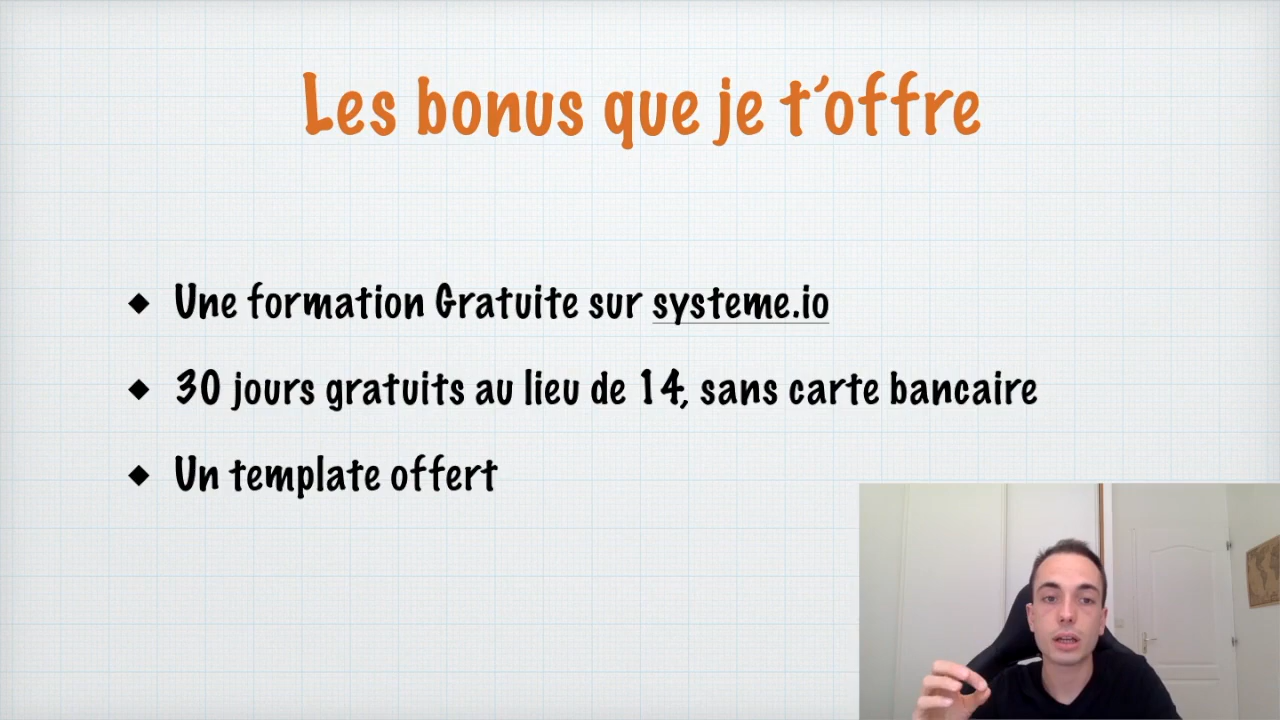 Les bonus que je t’offre
Une formation Gratuite sur systeme.io
30 jours gratuits au lieu de 14, sans carte bancaire
Un template offert